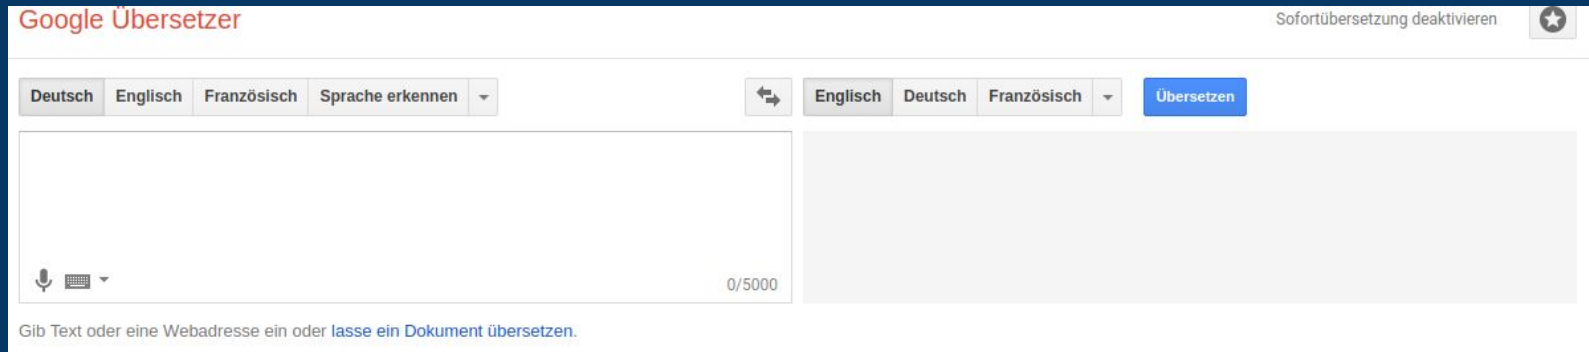 Google Übersetzer
Sofortübersetzung deaktivieren
Deutsch Englisch Französisch Sprache erkennen
Englisch Deutsch Französisch Übersetzen
0/5000
Gib Text oder eine Webadresse ein oder lasse ein Dokument übersetzen.